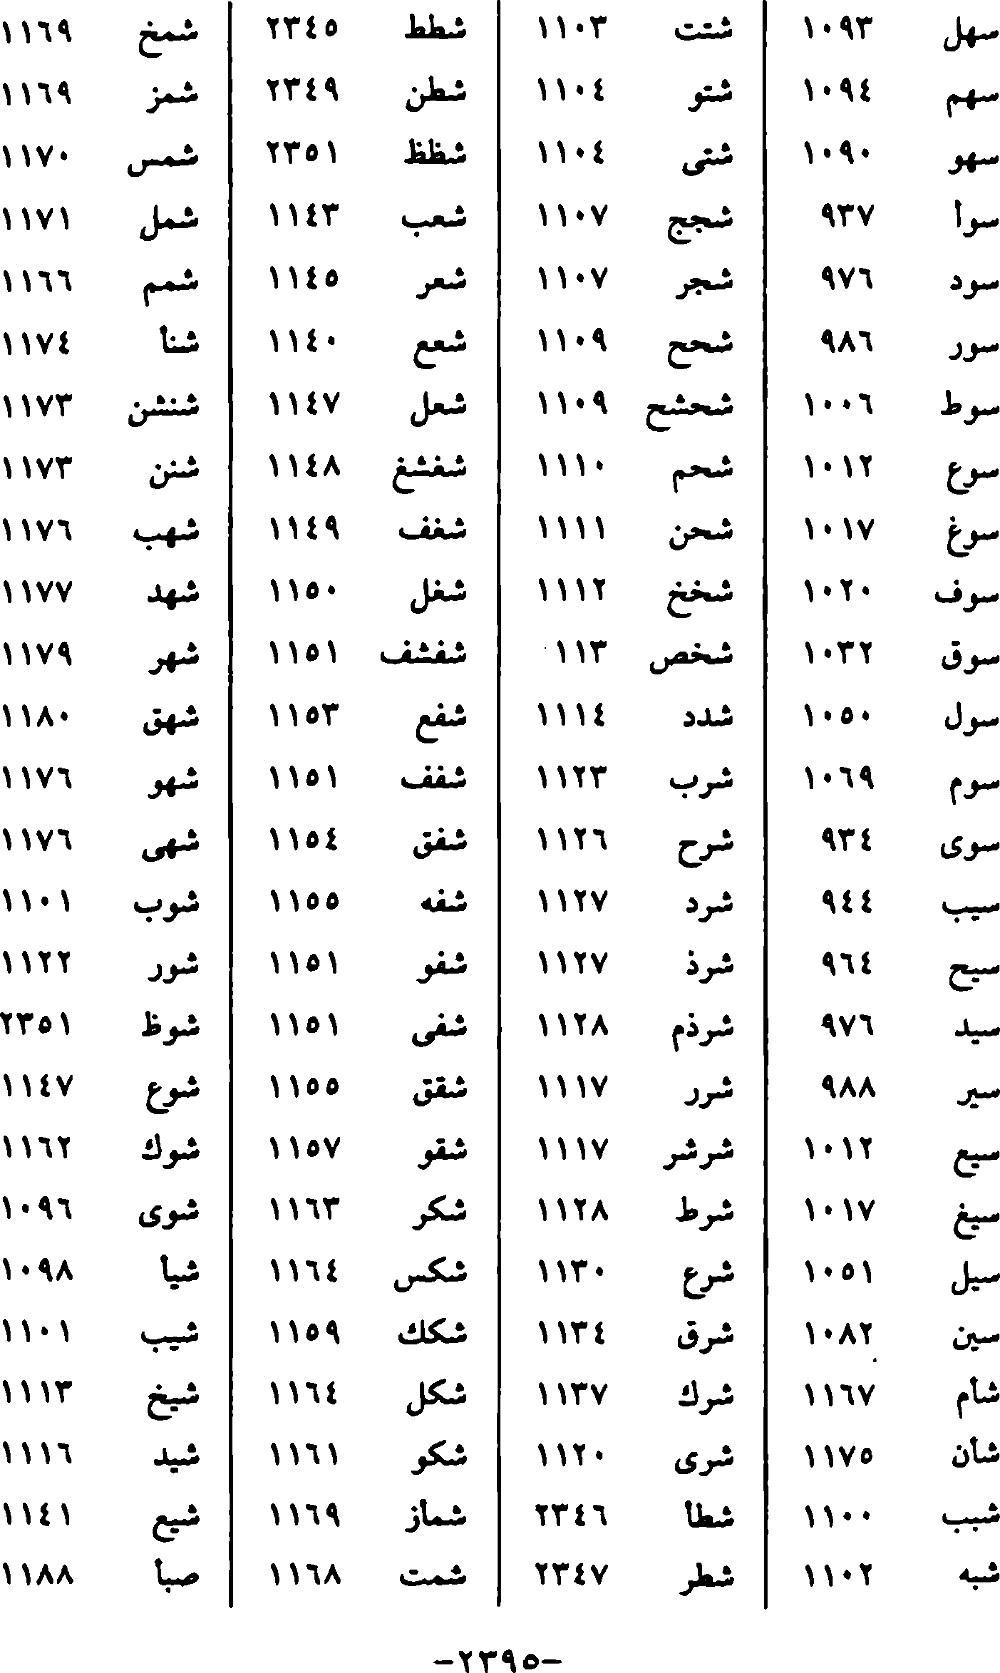 سهل ١٠٩٣
سهم ١٠٩٤
سهو ١٠٩٠
سوأ ٩٣٧
سود ٩٧٦
سور ٩٨٦
سوط ١٠٠٦
سوع ١٠١٢
سوغ ١٠١٧
سوف ١٠٢٠
سوق ١٠٣٢
سول ١٠٥٠
سوم ١٠٦٩
سوى ٩٣٤
سيب ٩٤٤
سيح ٩٦٤
سيد ٩٧٦
سير ٩٨٨
سيع ١٠١٢
سيغ ١٠١٧
سيل ١٠٥١
سين ١٠٨٢
شأم ١١٦٧
شأن ١١٧٥
شبب ١١٠٠
شبه ١١٠٢
شتت ١١٠٣
شتو ١١٠٤
شتى ١١٠٤
شجج ١١٠٧
شجر ١١٠٧
شحح ١١٠٩
شحشح ١١٠٩
شحم ١١١٠
شحن ١١١١
شخخ ١١١٢
شخص ١١٣
شدد ١١١٤
شرب ١١٢٣
شرح ١١٢٦
شرد ١١٢٧
شرذ ١١٢٧
شرذم ١١٢٨
شرر ١١١٧
شرشر ١١١٧
شرط ١١٢٨
شرع ١١٣٠
شرق ١١٣٤
شرك ١١٣٧
شرى ١١٢٠
شطأ ٢٣٤٦
شطر ٢٣٤٧
شطط ٢٣٤٥
شطن ٢٣٤٩
شظظ ٢٣٥١
شعب ١١٤٣
شعر ١١٤٥
شعع ١١٤٠
شعل ١١٤٧
شغشغ ١١٤٨
شغف ١١٤٩
شغل ١١٥٠
شفشف ١١٥١
شفع ١١٥٣
شفف ١١٥١
شفق ١١٥٤
شفه ١١٥٥
شفو ١١٥١
شفى ١١٥١
شقق ١١٥٥
شقو ١١٥٧
شكر ١١٦٣
شكس ١١٦٤
شكك ١١٥٩
شكل ١١٦٤
شكو ١١٦١
شمأز ١١٦٩
شمت ١١٦٨
شمخ ١١٦٩
شمز ١١٦٩
شمس ١١٧٠
شمل ١١٧١
شمم ١١٦٦
شنأ ١١٧٤
شنشن ١١٧٣
شنن ١١٧٣
شهب ١١٧٦
شهد ١١٧٧
شهر ١١٧٩
شهق ١١٨٠
شهو ١١٧٦
شهى ١١٧٦
شوب ١١٠١
شور ١١٢٢
شوظ ٢٣٥١
شوع ١١٤٧
شوك ١١٦٢
شوى ١٠٩٦
شيأ ١٠٩٨
شيب ١١٠١
شيخ ١١١٣
شيد ١١١٦
شيع ١١٤١
صبأ ١١٨٨
-٢٣٩٥-